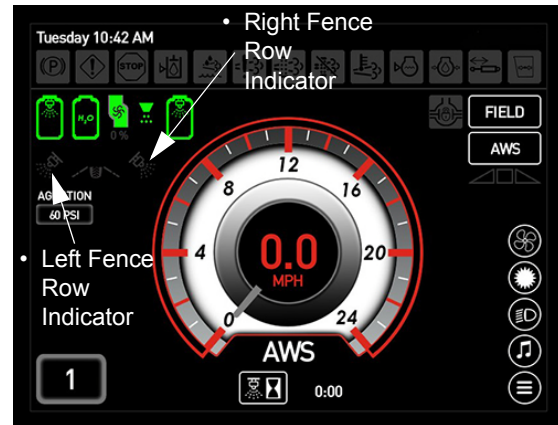 • Right Fence
Row
Indicator
Tuesday 10:42 AM
(P)
STOP
H₂O
0 %
FIELD
AWS
60 PSI
• Left Fence
Row
Indicator
12
8
16
4
20
0
24
0.0
MPH
AWS
1
0:00